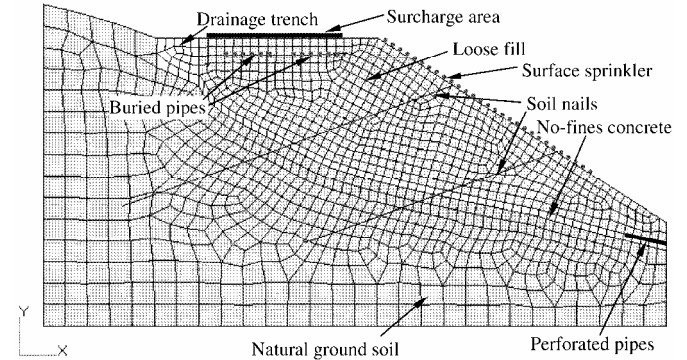 Drainage trench
Surcharge area
Loose fill
Surface sprinkler
Buried pipes
Soil nails
No-fines concrete
Y
X
Natural ground soil
Perforated pipes